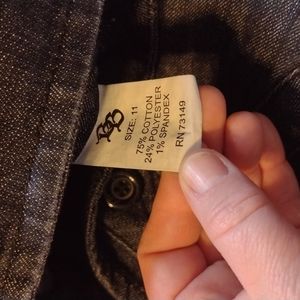 SIZE: 11
75% COTTON
24% POLYESTER
1% SPANDEX
RN 73149